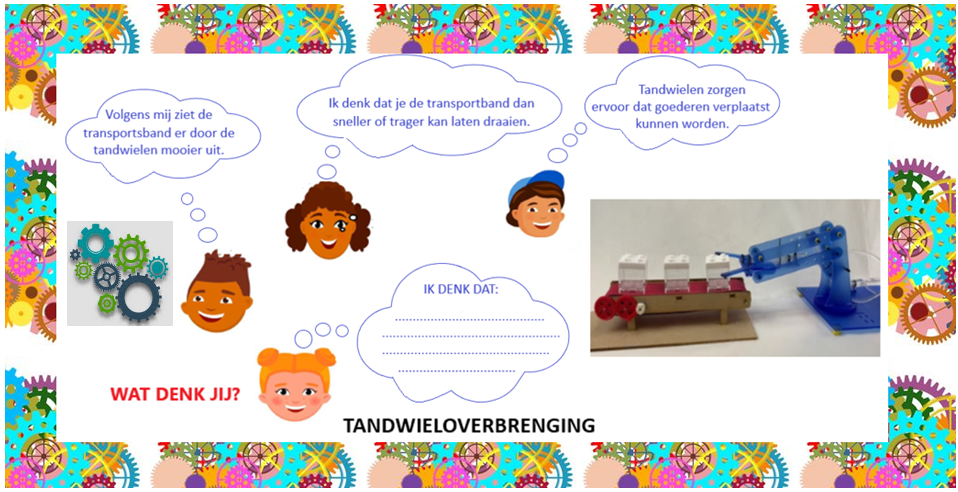 Volgens mij ziet de
transportsband er door de
tandwielen mooier uit.
Ik denk dat je de transportband dan
sneller of trager kan laten draaien.
Tandwielen zorgen
ervoor dat goederen verplaatst
kunnen worden.
IK DENK DAT:
WAT DENK JIJ?
TANDWIELOVERBRENGING